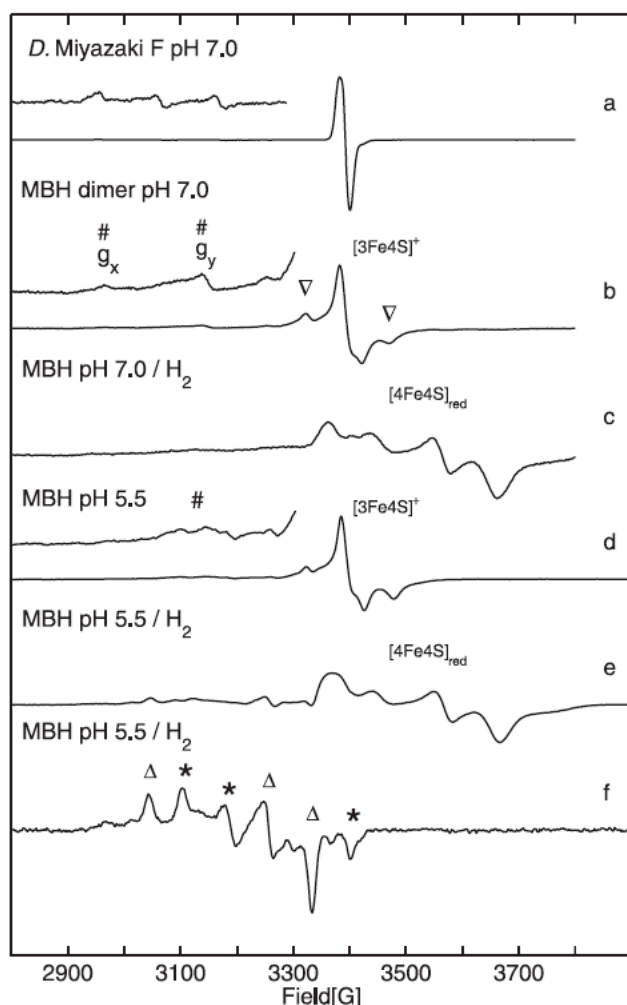 D. Miyazaki F pH 7.0
a
MBH dimer pH 7.0
# #
gx gy
[3Fe4S]+
∇ ∇
b
MBH pH 7.0 / H2
[4Fe4S]red
c
MBH pH 5.5 #
[3Fe4S]+
d
MBH pH 5.5 / H2
[4Fe4S]red
e
MBH pH 5.5 / H2
Δ * * Δ Δ *
f
2900 3100 3300 3500 3700
Field[G]